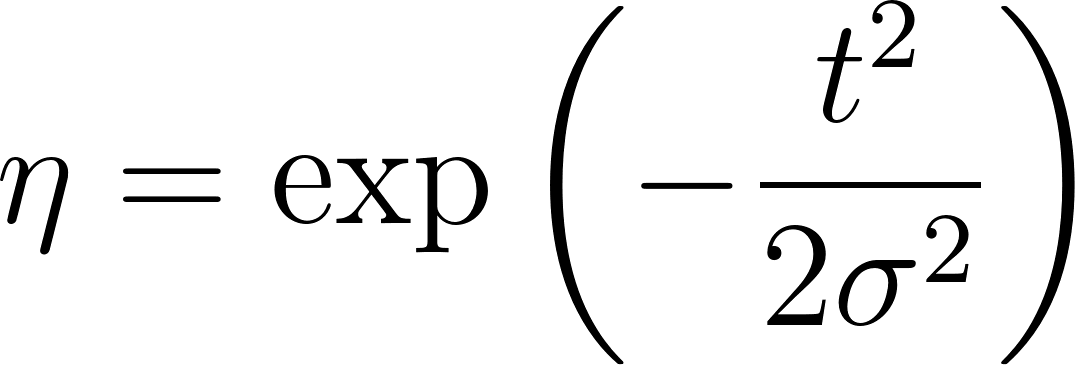 η = exp(−t²/2σ²)